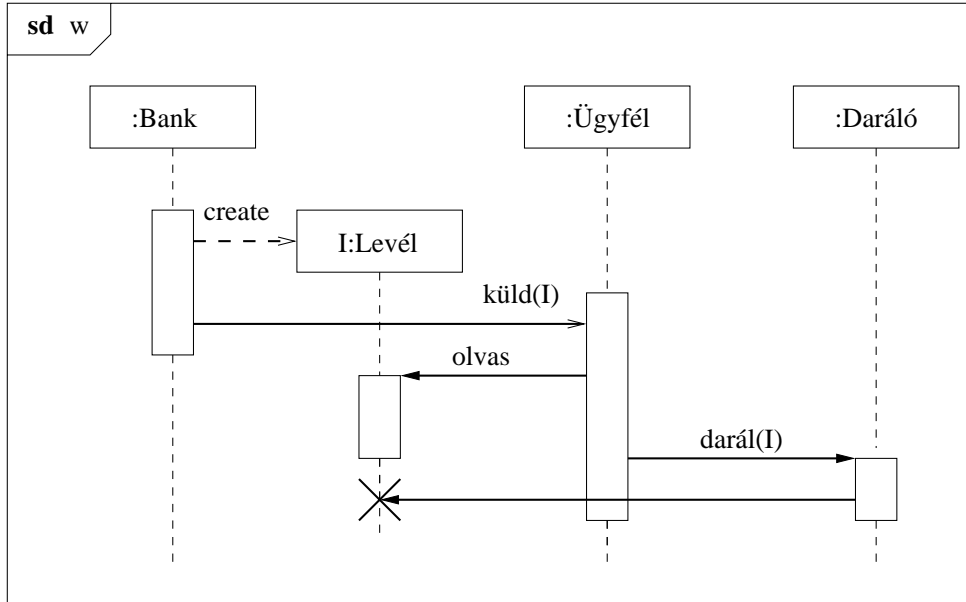 sd w
:Bank
:Ügyfél
:Daráló
create
I:Levél
küld(I)
olvas
darál(I)